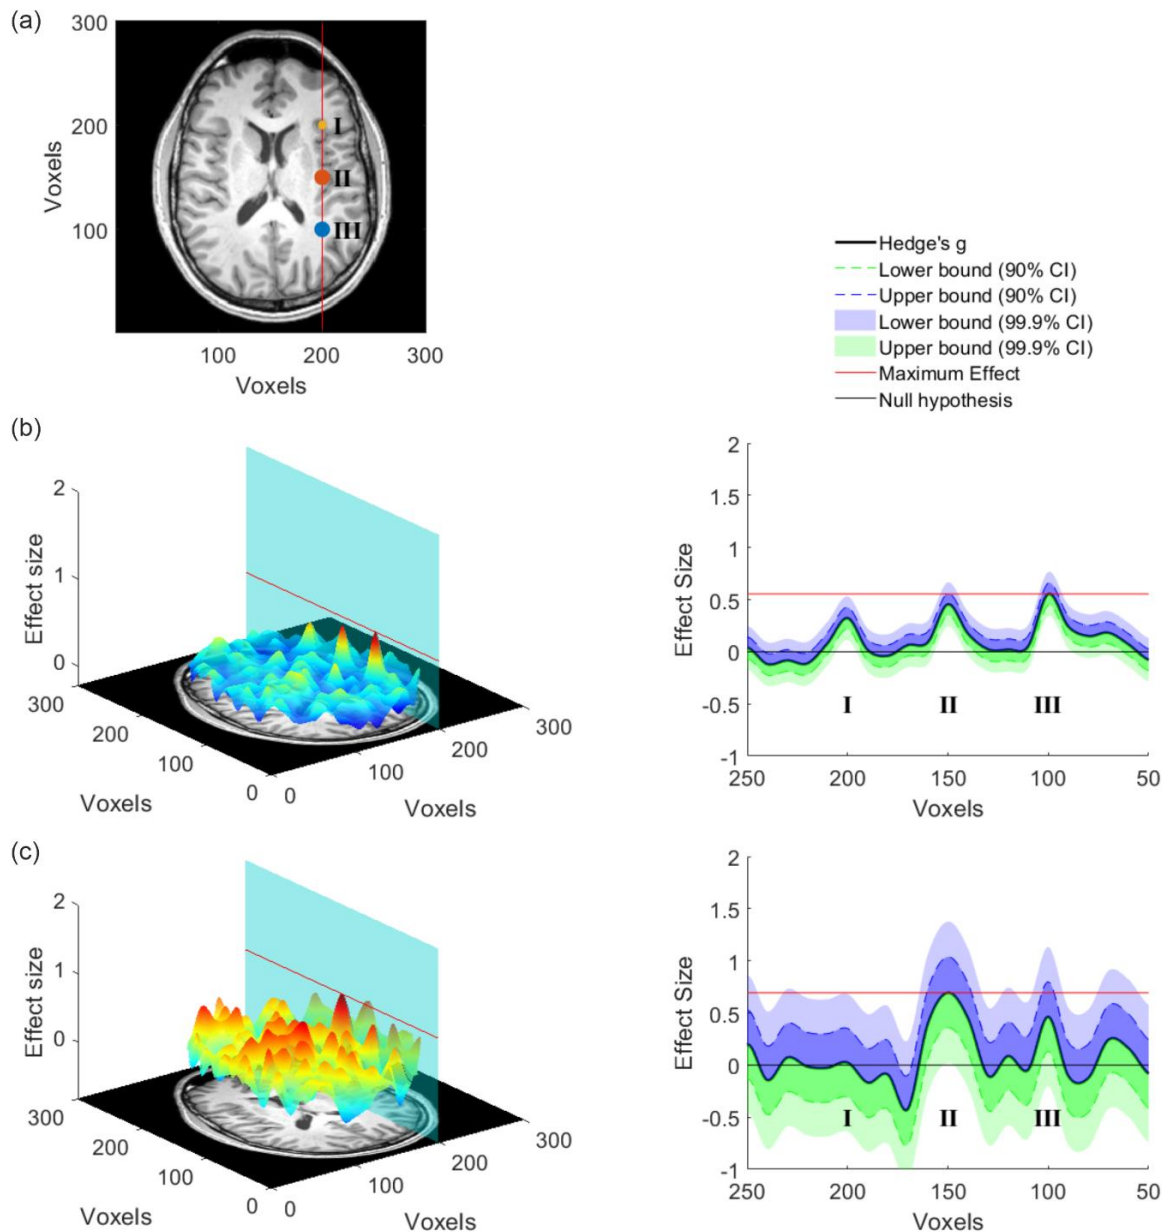 (a)
300
200
100
Voxels
I
II
III
100
200
300
Voxels
Hedge's g
Lower bound (90% CI)
Upper bound (90% CI)
Lower bound (99.9% CI)
Upper bound (99.9% CI)
Maximum Effect
Null hypothesis
(b)
2
1
0
Effect size
300
200
100
0
Voxels
0
100
200
300
Voxels
2
1.5
1
0.5
0
-0.5
-1
Effect Size
I
II
III
250
200
150
100
50
Voxels
(c)
2
1
0
Effect size
300
200
100
0
Voxels
0
100
200
300
Voxels
2
1.5
1
0.5
0
-0.5
-1
Effect Size
I
II
III
250
200
150
100
50
Voxels